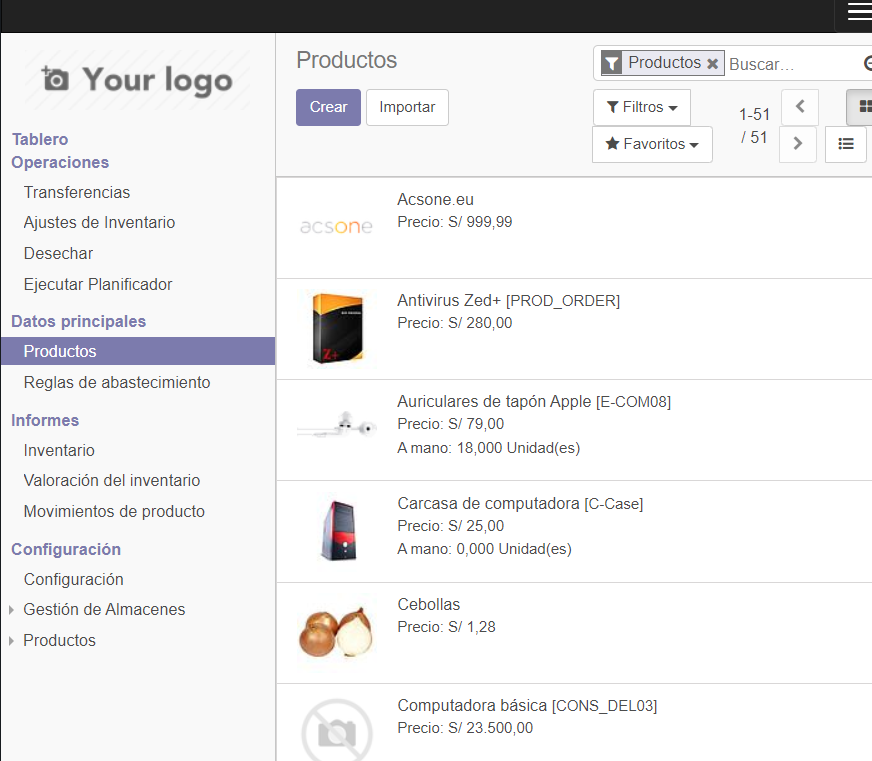 Your logo
Tablero
Operaciones
Transferencias
Ajustes de Inventario
Desechar
Ejecutar Planificador
Datos principales
Productos
Reglas de abastecimiento
Informes
Inventario
Valoración del inventario
Movimientos de producto
Configuración
Configuración
Gestión de Almacenes
Productos
Productos
Productos
Buscar...
Crear
Importar
Filtros
Favoritos
1-51
/ 51
acsone
Acsone.eu
Precio: S/ 999,99
Z+
Antivirus Zed+ [PROD_ORDER]
Precio: S/ 280,00
Auriculares de tapón Apple [E-COM08]
Precio: S/ 79,00
A mano: 18,000 Unidad(es)
Carcasa de computadora [C-Case]
Precio: S/ 25,00
A mano: 0,000 Unidad(es)
Cebollas
Precio: S/ 1,28
Computadora básica [CONS_DEL03]
Precio: S/ 23.500,00